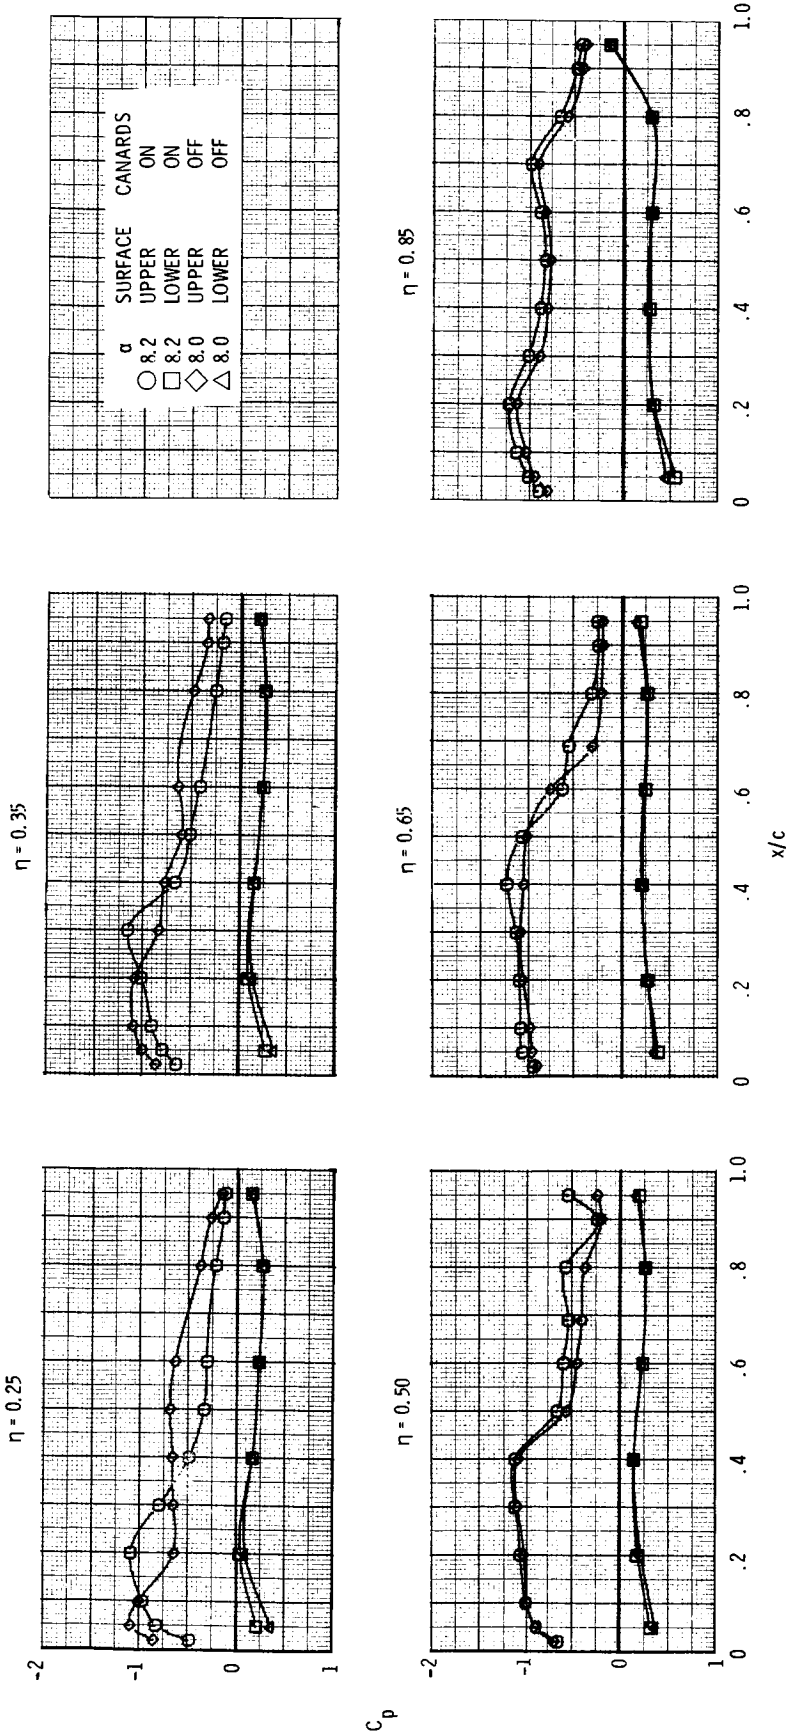 η = 0.25
η = 0.35
α SURFACE CANARDS
○ 8.2 UPPER ON
□ 8.2 LOWER ON
◇ 8.0 UPPER OFF
△ 8.0 LOWER OFF
-2
-1
0
1
Cp
η = 0.50
η = 0.65
η = 0.85
-2
-1
0
1
0 .2 .4 .6 .8 1.0
0 .2 .4 .6 .8 1.0
0 .2 .4 .6 .8 1.0
x/c